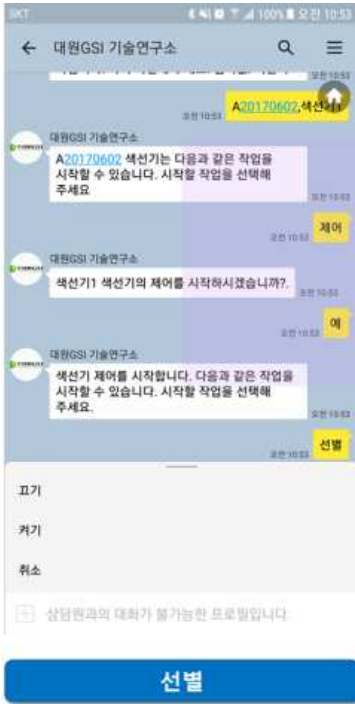 SKT 100% 오전 10:53
대원GSI 기술연구소
오전 10:53
오전 10:53 A20170602,색선기1
대원GSI 기술연구소
A20170602 색선기는 다음과 같은 작업을
시작할 수 있습니다. 시작할 작업을 선택해
주세요
오전 10:53
오전 10:53 제어
대원GSI 기술연구소
색선기1 색선기의 제어를 시작하시겠습니까?.
오전 10:53
오전 10:53 예
대원GSI 기술연구소
색선기 제어를 시작합니다. 다음과 같은 작업을
시작할 수 있습니다. 시작할 작업을 선택해
주세요.
오전 10:53
오전 10:53 선별
끄기
켜기
취소
상담원과의 대화가 불가능한 프로필입니다.
선별